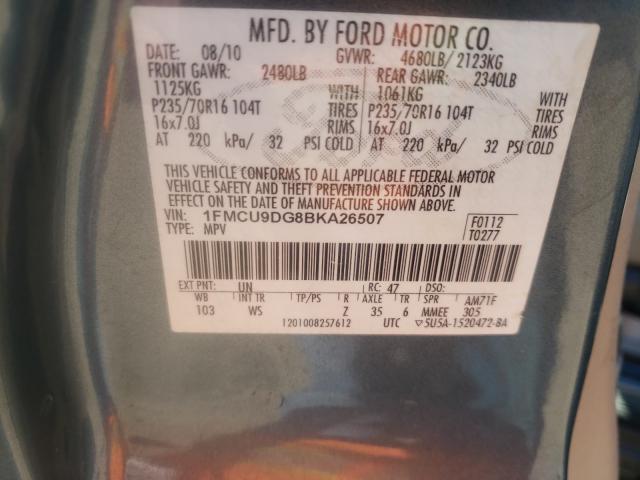 MFD. BY FORD MOTOR CO.
DATE: 08/10 GVWR: 4680LB/ 2123KG
FRONT GAWR: 2480LB REAR GAWR: 2340LB
1125KG WITH 1061KG WITH
P235/70R16 104T TIRES P235/70R16 104T TIRES
16x7.0J RIMS 16x7.0J RIMS
AT 220 kPa/ 32 PSI COLD AT 220 kPa/ 32 PSI COLD
THIS VEHICLE CONFORMS TO ALL APPLICABLE FEDERAL MOTOR
VEHICLE SAFETY AND THEFT PREVENTION STANDARDS IN
EFFECT ON THE DATE OF MANUFACTURE SHOWN ABOVE.
VIN: 1FMCU9DG8BKA26507 F0112
TYPE: MPV T0277
EXT PNT: UN RC: 47 DSO:
WB INT TR TP/PS R AXLE TR SPR AM71F
103 WS Z 35 6 MMEE 305
1201008257612 UTC ▽5U5A-1520472-BA